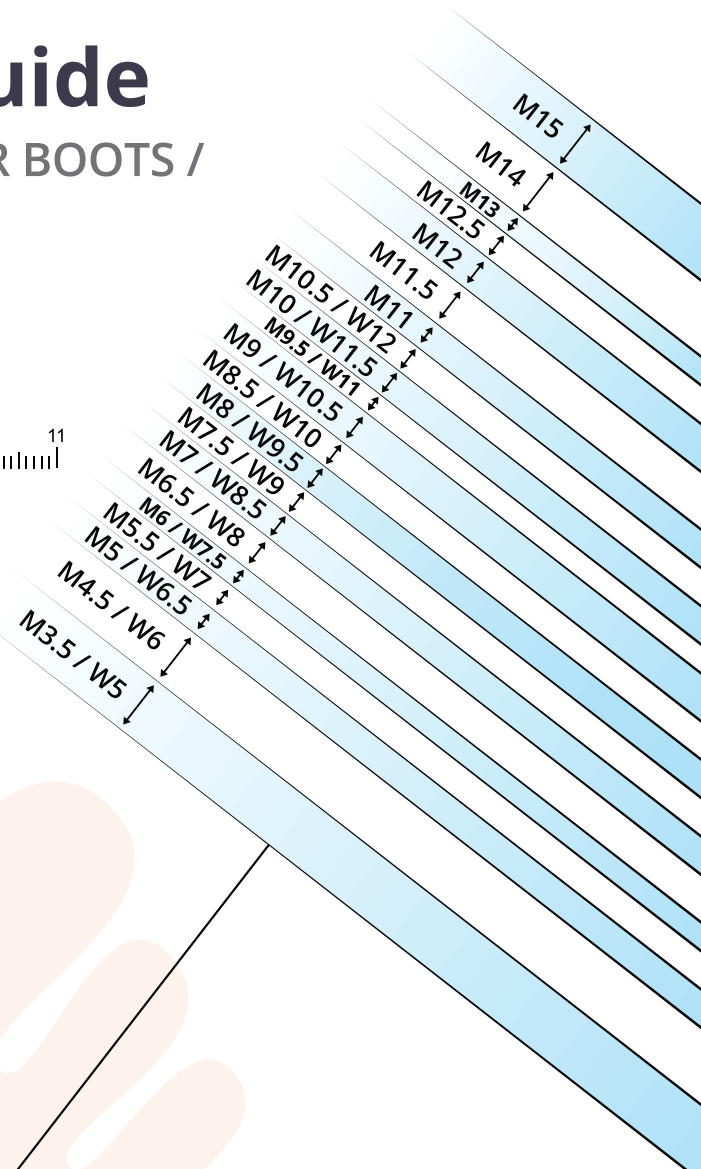 uide
R BOOTS /
M15
M14
M13
M12.5
M12
M11.5
M11
M10.5 / W12
M10 / W11.5
M9.5 / W11
M9 / W10.5
M8.5 / W10
M8 / W9.5
M7.5 / W9
M7 / W8.5
M6.5 / W8
M6 / W7.5
M5.5 / W7
M5 / W6.5
M4.5 / W6
M3.5 / W5
11